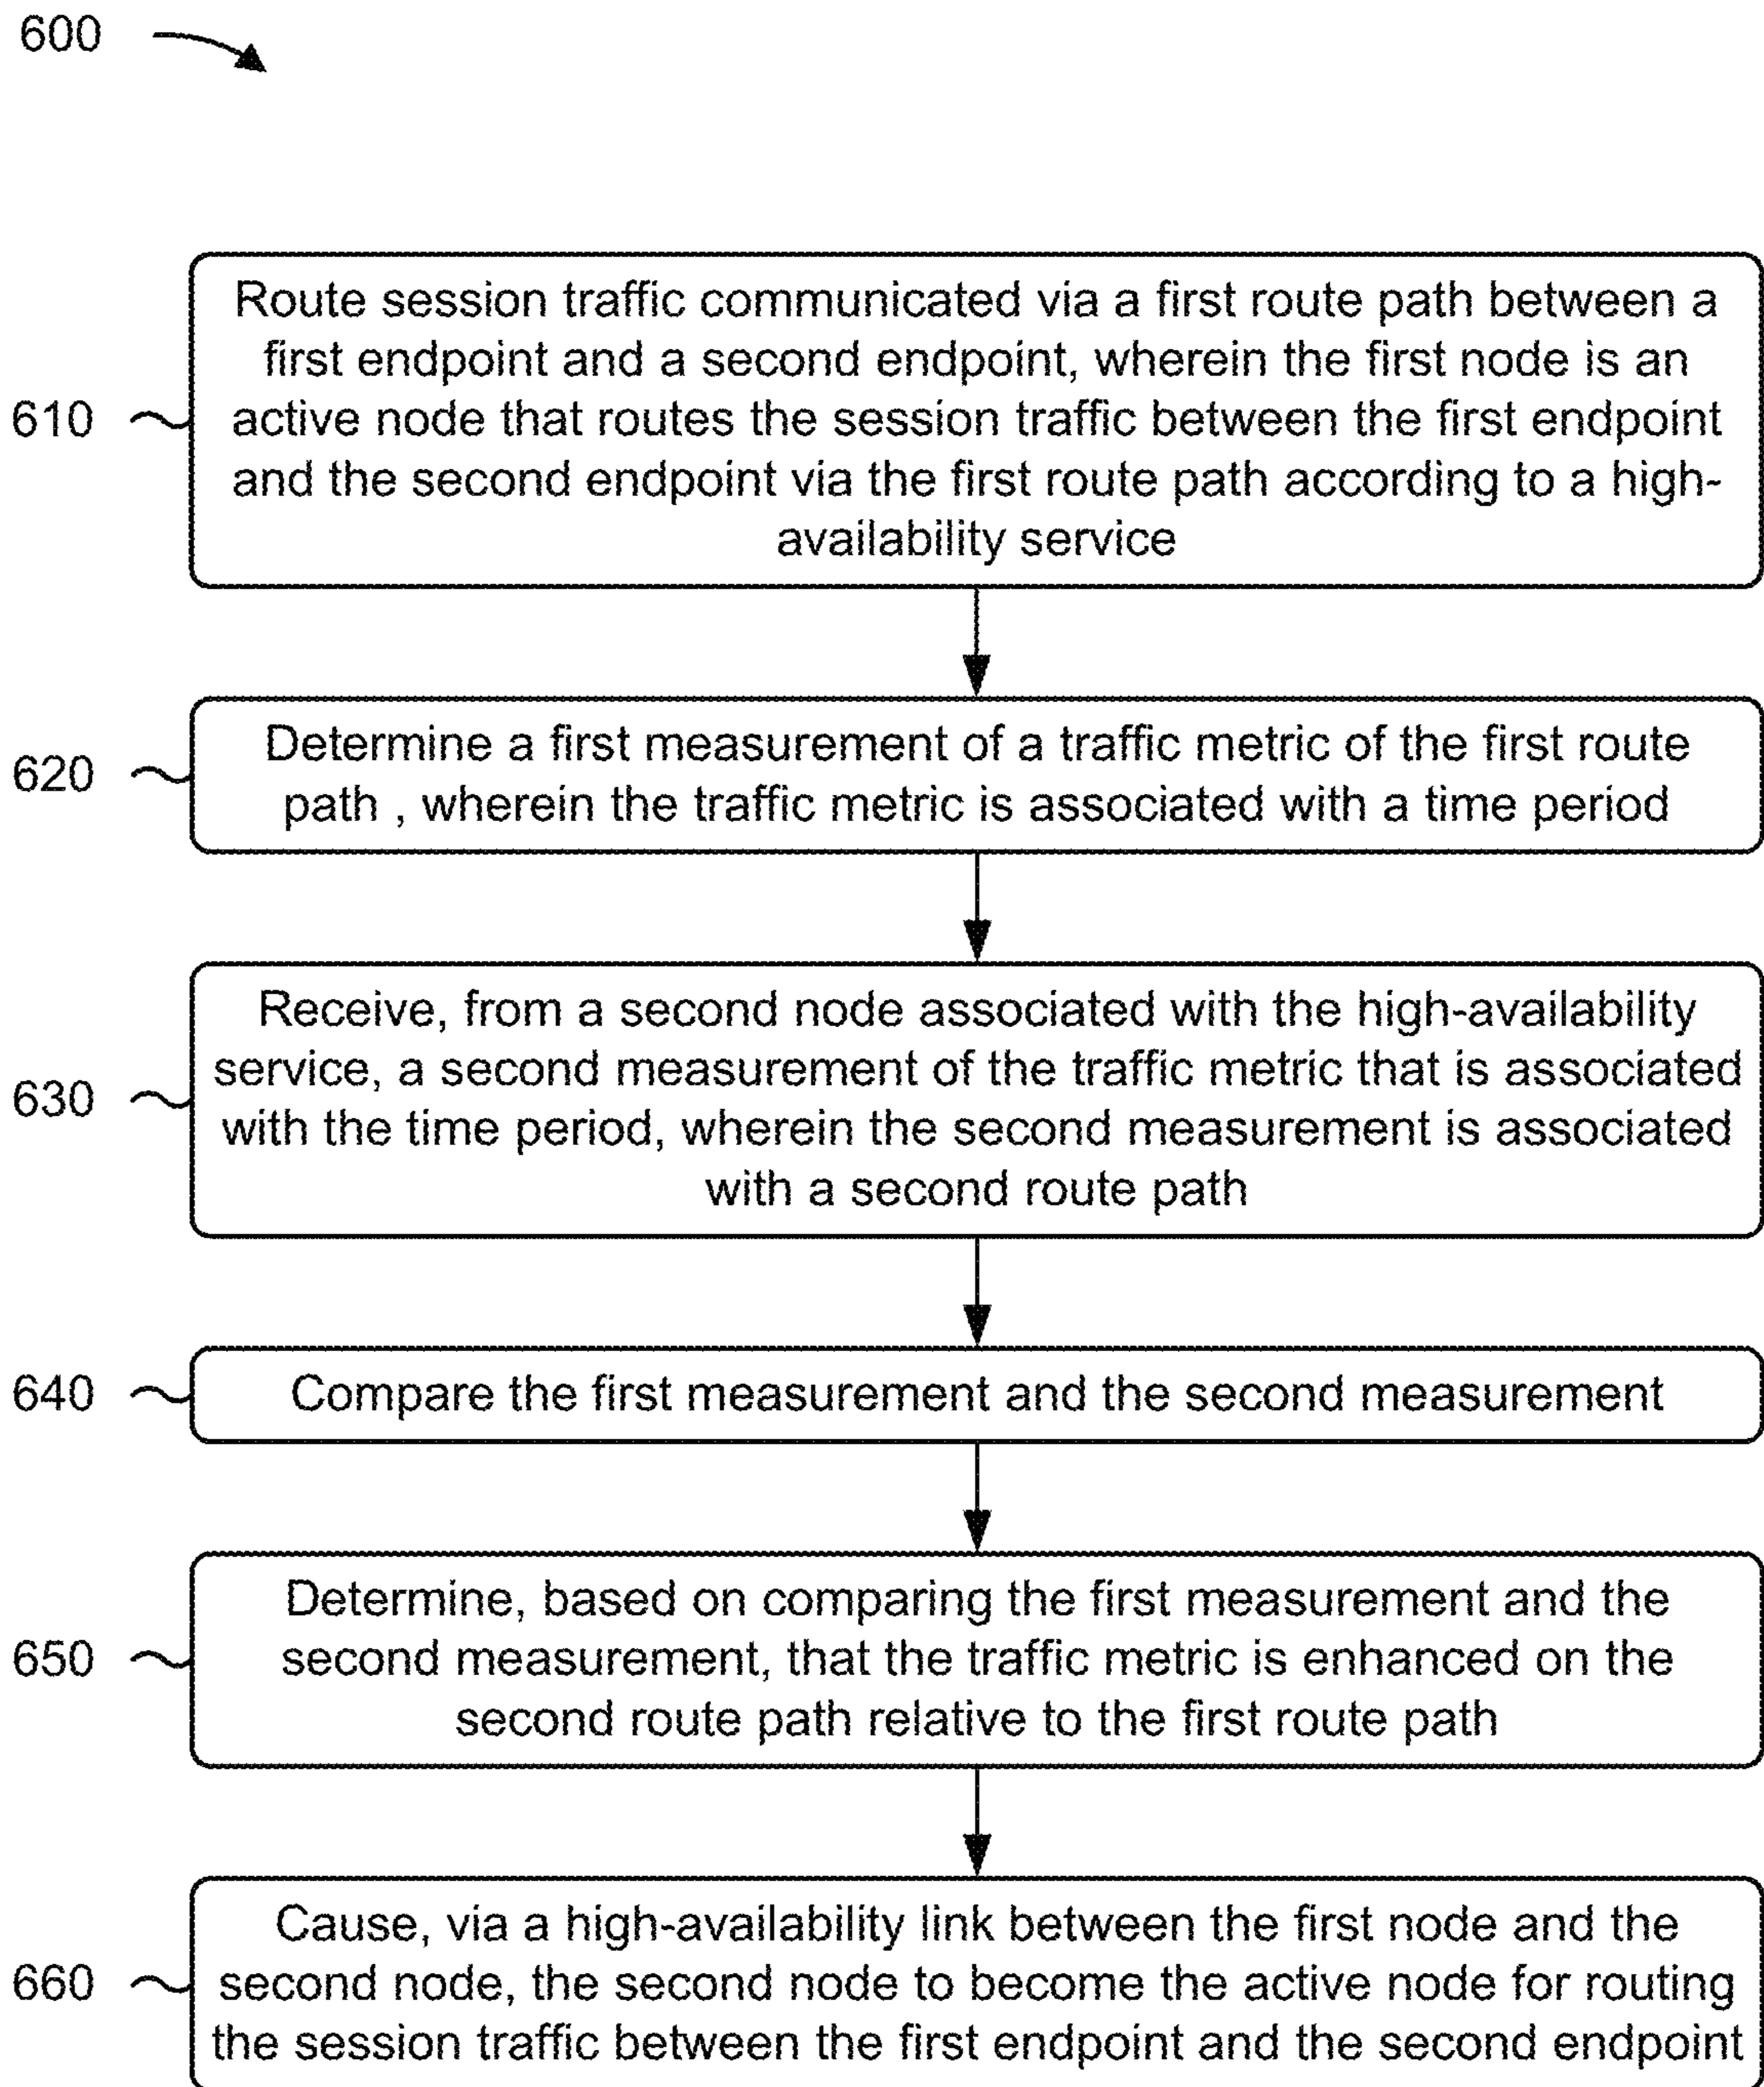 600
Route session traffic communicated via a first route path between a
first endpoint and a second endpoint, wherein the first node is an
active node that routes the session traffic between the first endpoint
and the second endpoint via the first route path according to a high-
availability service
610
Determine a first measurement of a traffic metric of the first route
path , wherein the traffic metric is associated with a time period
620
Receive, from a second node associated with the high-availability
service, a second measurement of the traffic metric that is associated
with the time period, wherein the second measurement is associated
with a second route path
630
Compare the first measurement and the second measurement
640
Determine, based on comparing the first measurement and the
second measurement, that the traffic metric is enhanced on the
second route path relative to the first route path
650
Cause, via a high-availability link between the first node and the
second node, the second node to become the active node for routing
the session traffic between the first endpoint and the second endpoint
660